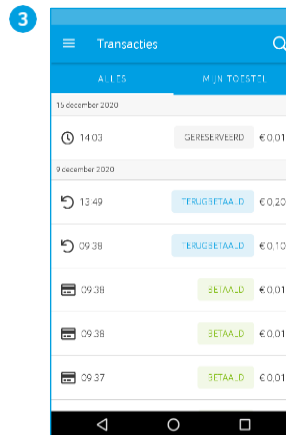 3
Transacties
ALLES MIJN TOESTEL
15 december 2020
14:03 GERESERVEERD € 0,01
9 december 2020
13:49 TERUGBETAALD € 0,20
09:38 TERUGBETAALD € 0,10
09:38 BETAALD € 0,01
09:38 BETAALD € 0,01
09:37 BETAALD € 0,01